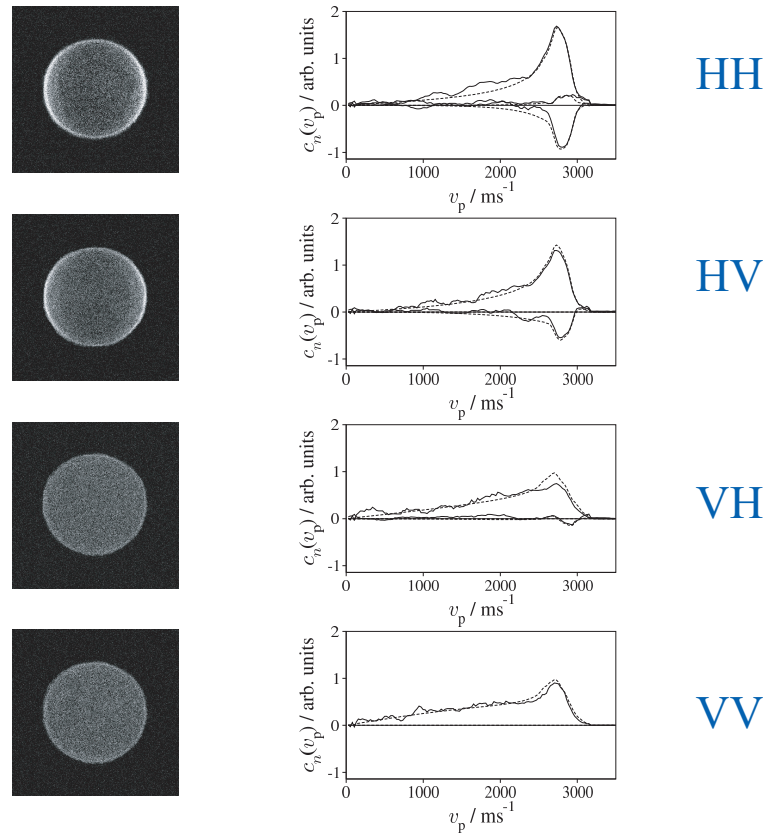 2
1
0
-1
0 1000 2000 3000
c_n(v_p) / arb. units
v_p / ms^-1
HH
2
1
0
-1
0 1000 2000 3000
c_n(v_p) / arb. units
v_p / ms^-1
HV
2
1
0
-1
0 1000 2000 3000
c_n(v_p) / arb. units
v_p / ms^-1
VH
2
1
0
-1
0 1000 2000 3000
c_n(v_p) / arb. units
v_p / ms^-1
VV